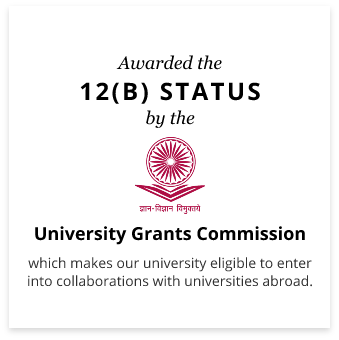 Awarded the
12(B) STATUS
by the
ज्ञान-विज्ञान विमुक्तये
University Grants Commission
which makes our university eligible to enter
into collaborations with universities abroad.